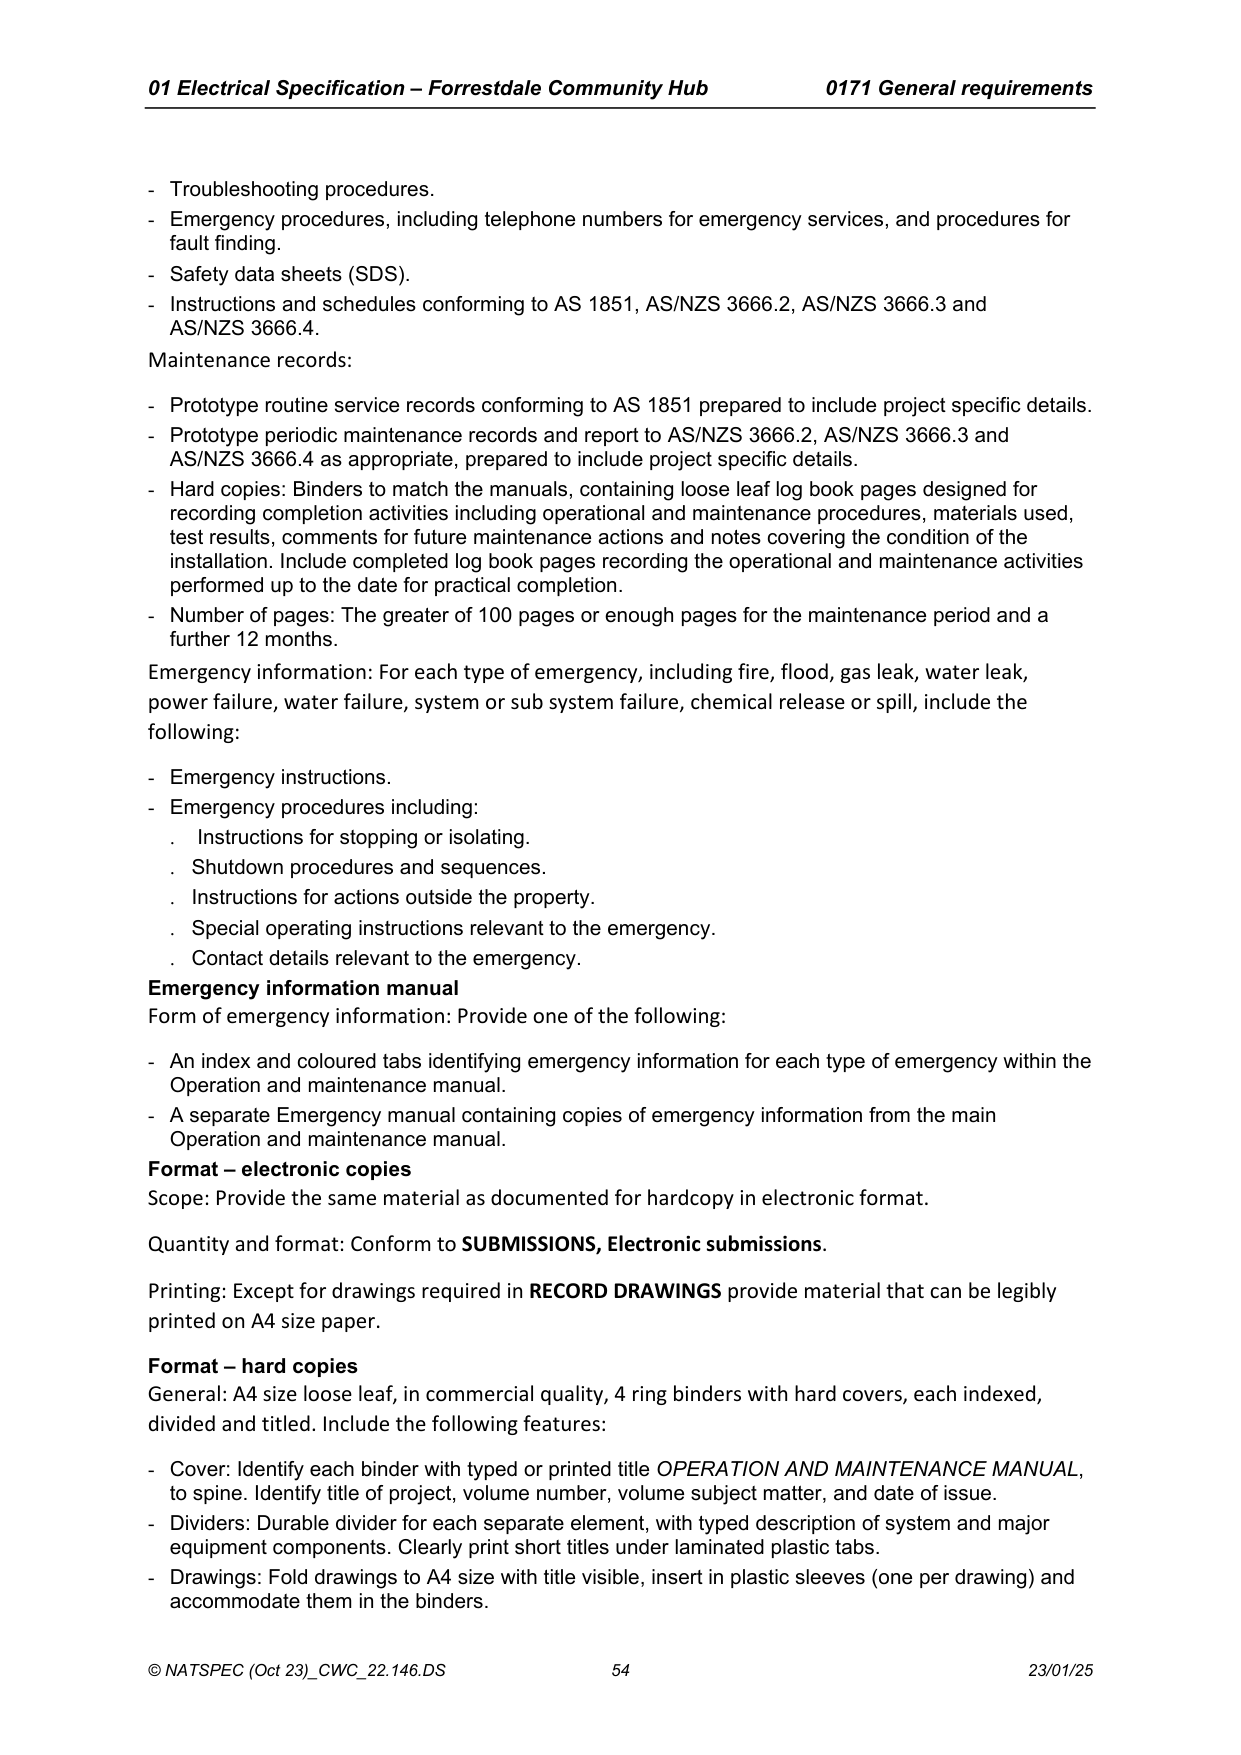 01 Electrical Specification – Forrestdale Community Hub 0171 General requirements
- Troubleshooting procedures.
- Emergency procedures, including telephone numbers for emergency services, and procedures for
fault finding.
- Safety data sheets (SDS).
- Instructions and schedules conforming to AS 1851, AS/NZS 3666.2, AS/NZS 3666.3 and
AS/NZS 3666.4.
Maintenance records:
- Prototype routine service records conforming to AS 1851 prepared to include project specific details.
- Prototype periodic maintenance records and report to AS/NZS 3666.2, AS/NZS 3666.3 and
AS/NZS 3666.4 as appropriate, prepared to include project specific details.
- Hard copies: Binders to match the manuals, containing loose leaf log book pages designed for
recording completion activities including operational and maintenance procedures, materials used,
test results, comments for future maintenance actions and notes covering the condition of the
installation. Include completed log book pages recording the operational and maintenance activities
performed up to the date for practical completion.
- Number of pages: The greater of 100 pages or enough pages for the maintenance period and a
further 12 months.
Emergency information: For each type of emergency, including fire, flood, gas leak, water leak,
power failure, water failure, system or sub system failure, chemical release or spill, include the
following:
- Emergency instructions.
- Emergency procedures including:
. Instructions for stopping or isolating.
. Shutdown procedures and sequences.
. Instructions for actions outside the property.
. Special operating instructions relevant to the emergency.
. Contact details relevant to the emergency.
Emergency information manual
Form of emergency information: Provide one of the following:
- An index and coloured tabs identifying emergency information for each type of emergency within the
Operation and maintenance manual.
- A separate Emergency manual containing copies of emergency information from the main
Operation and maintenance manual.
Format – electronic copies
Scope: Provide the same material as documented for hardcopy in electronic format.
Quantity and format: Conform to SUBMISSIONS, Electronic submissions.
Printing: Except for drawings required in RECORD DRAWINGS provide material that can be legibly
printed on A4 size paper.
Format – hard copies
General: A4 size loose leaf, in commercial quality, 4 ring binders with hard covers, each indexed,
divided and titled. Include the following features:
- Cover: Identify each binder with typed or printed title OPERATION AND MAINTENANCE MANUAL,
to spine. Identify title of project, volume number, volume subject matter, and date of issue.
- Dividers: Durable divider for each separate element, with typed description of system and major
equipment components. Clearly print short titles under laminated plastic tabs.
- Drawings: Fold drawings to A4 size with title visible, insert in plastic sleeves (one per drawing) and
accommodate them in the binders.
© NATSPEC (Oct 23)_CWC_22.146.DS 54 23/01/25